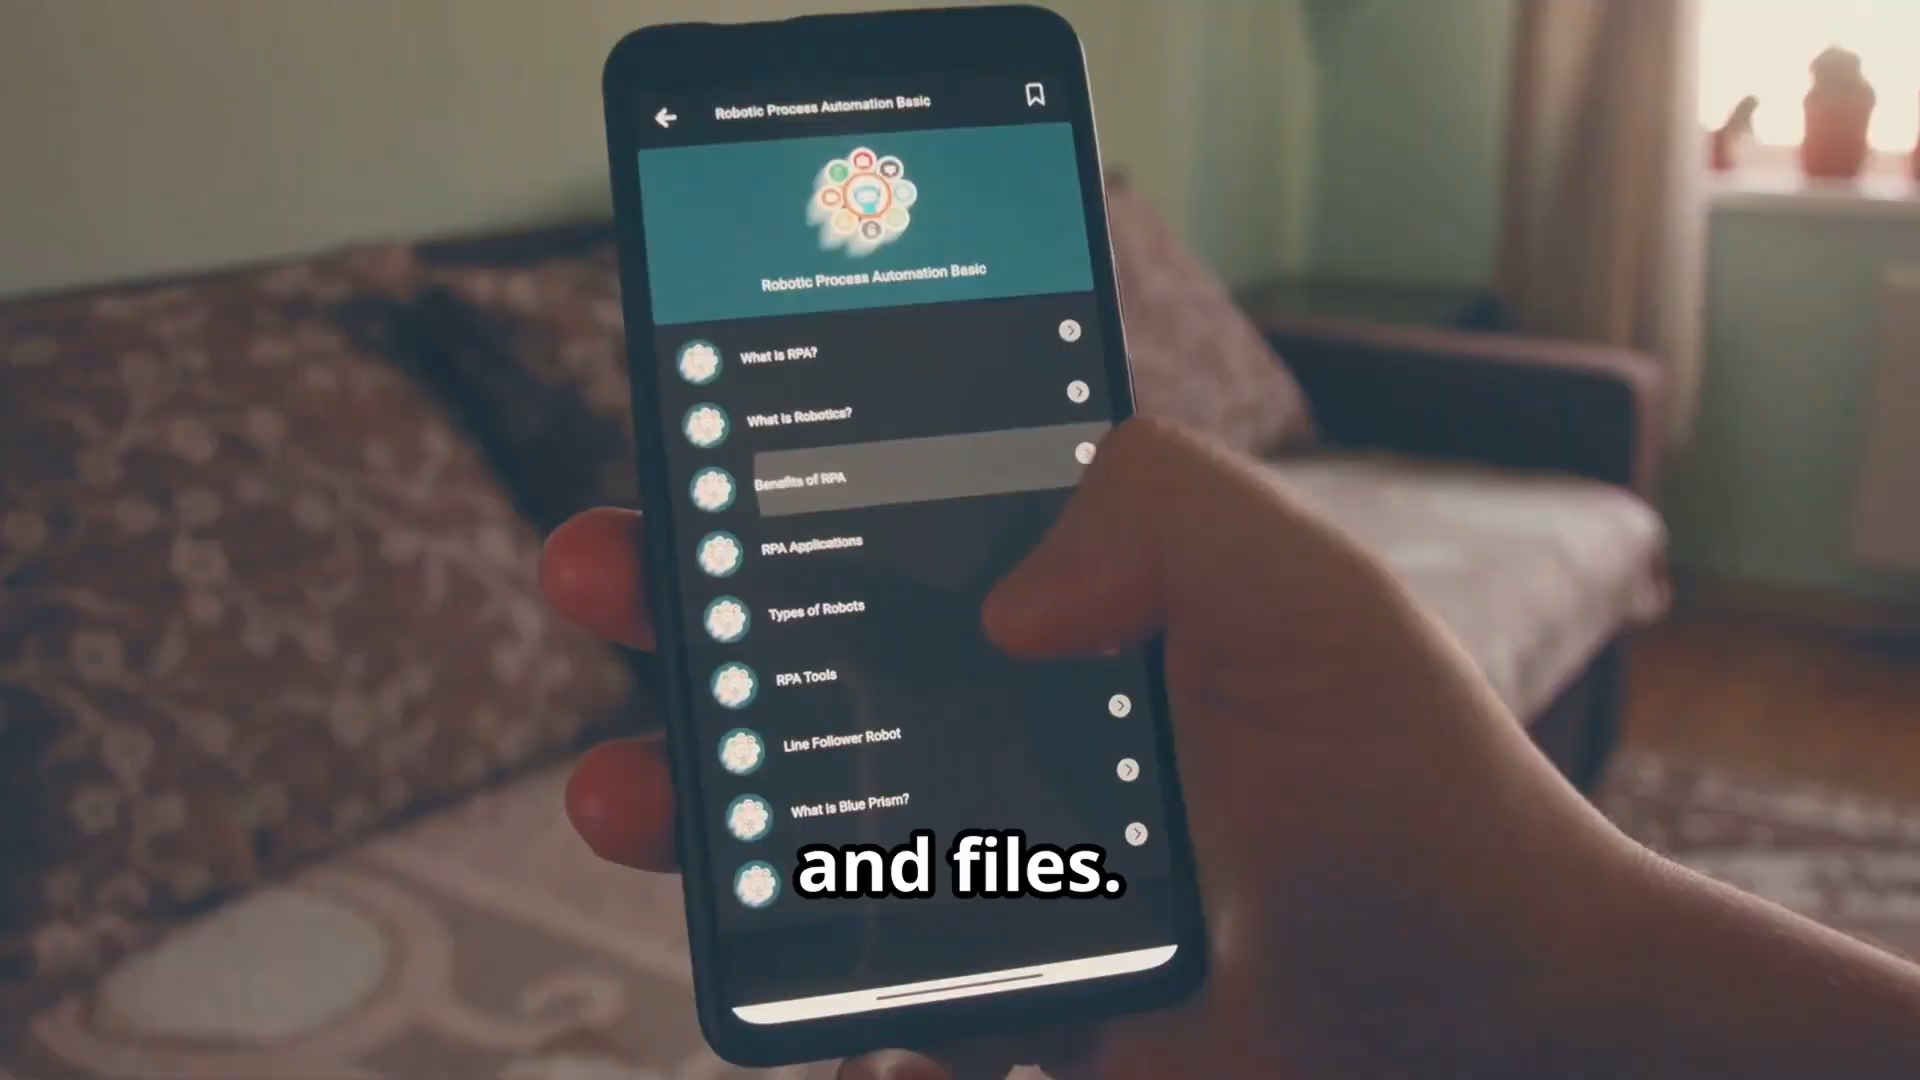 Robotic Process Automation Basic
Robotic Process Automation Basic
What is RPA?
What is Robotics?
Benefits of RPA
RPA Applications
Types of Robots
RPA Tools
Line Follower Robot
What is Blue Prism?
and files.